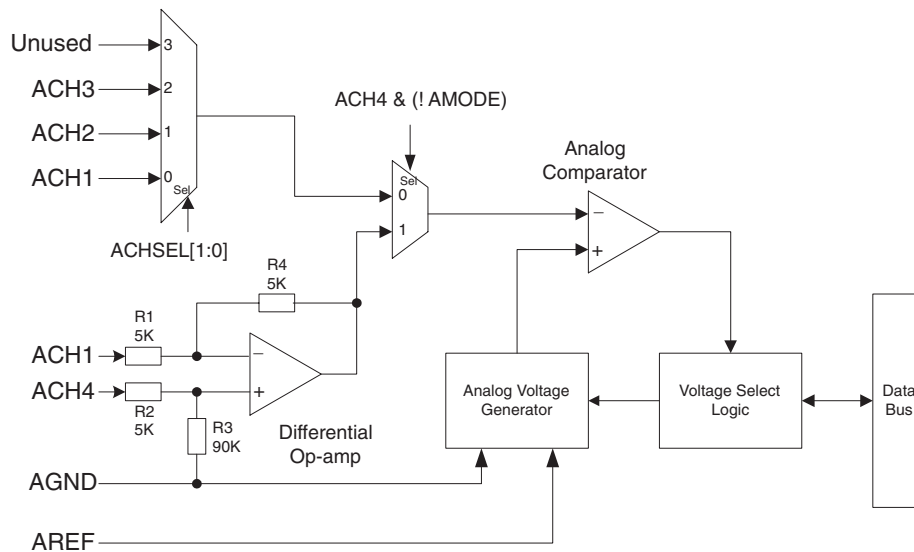 Unused
3
ACH3
2
ACH2
1
ACH1
0
Sel
ACHSEL[1:0]
ACH4 & (! AMODE)
Sel
0
1
Analog
Comparator
−
+
R4
5K
R1
5K
ACH1
−
ACH4
+
R2
5K
R3
90K
Differential
Op-amp
Analog Voltage
Generator
Voltage Select
Logic
Data
Bus
AGND
AREF